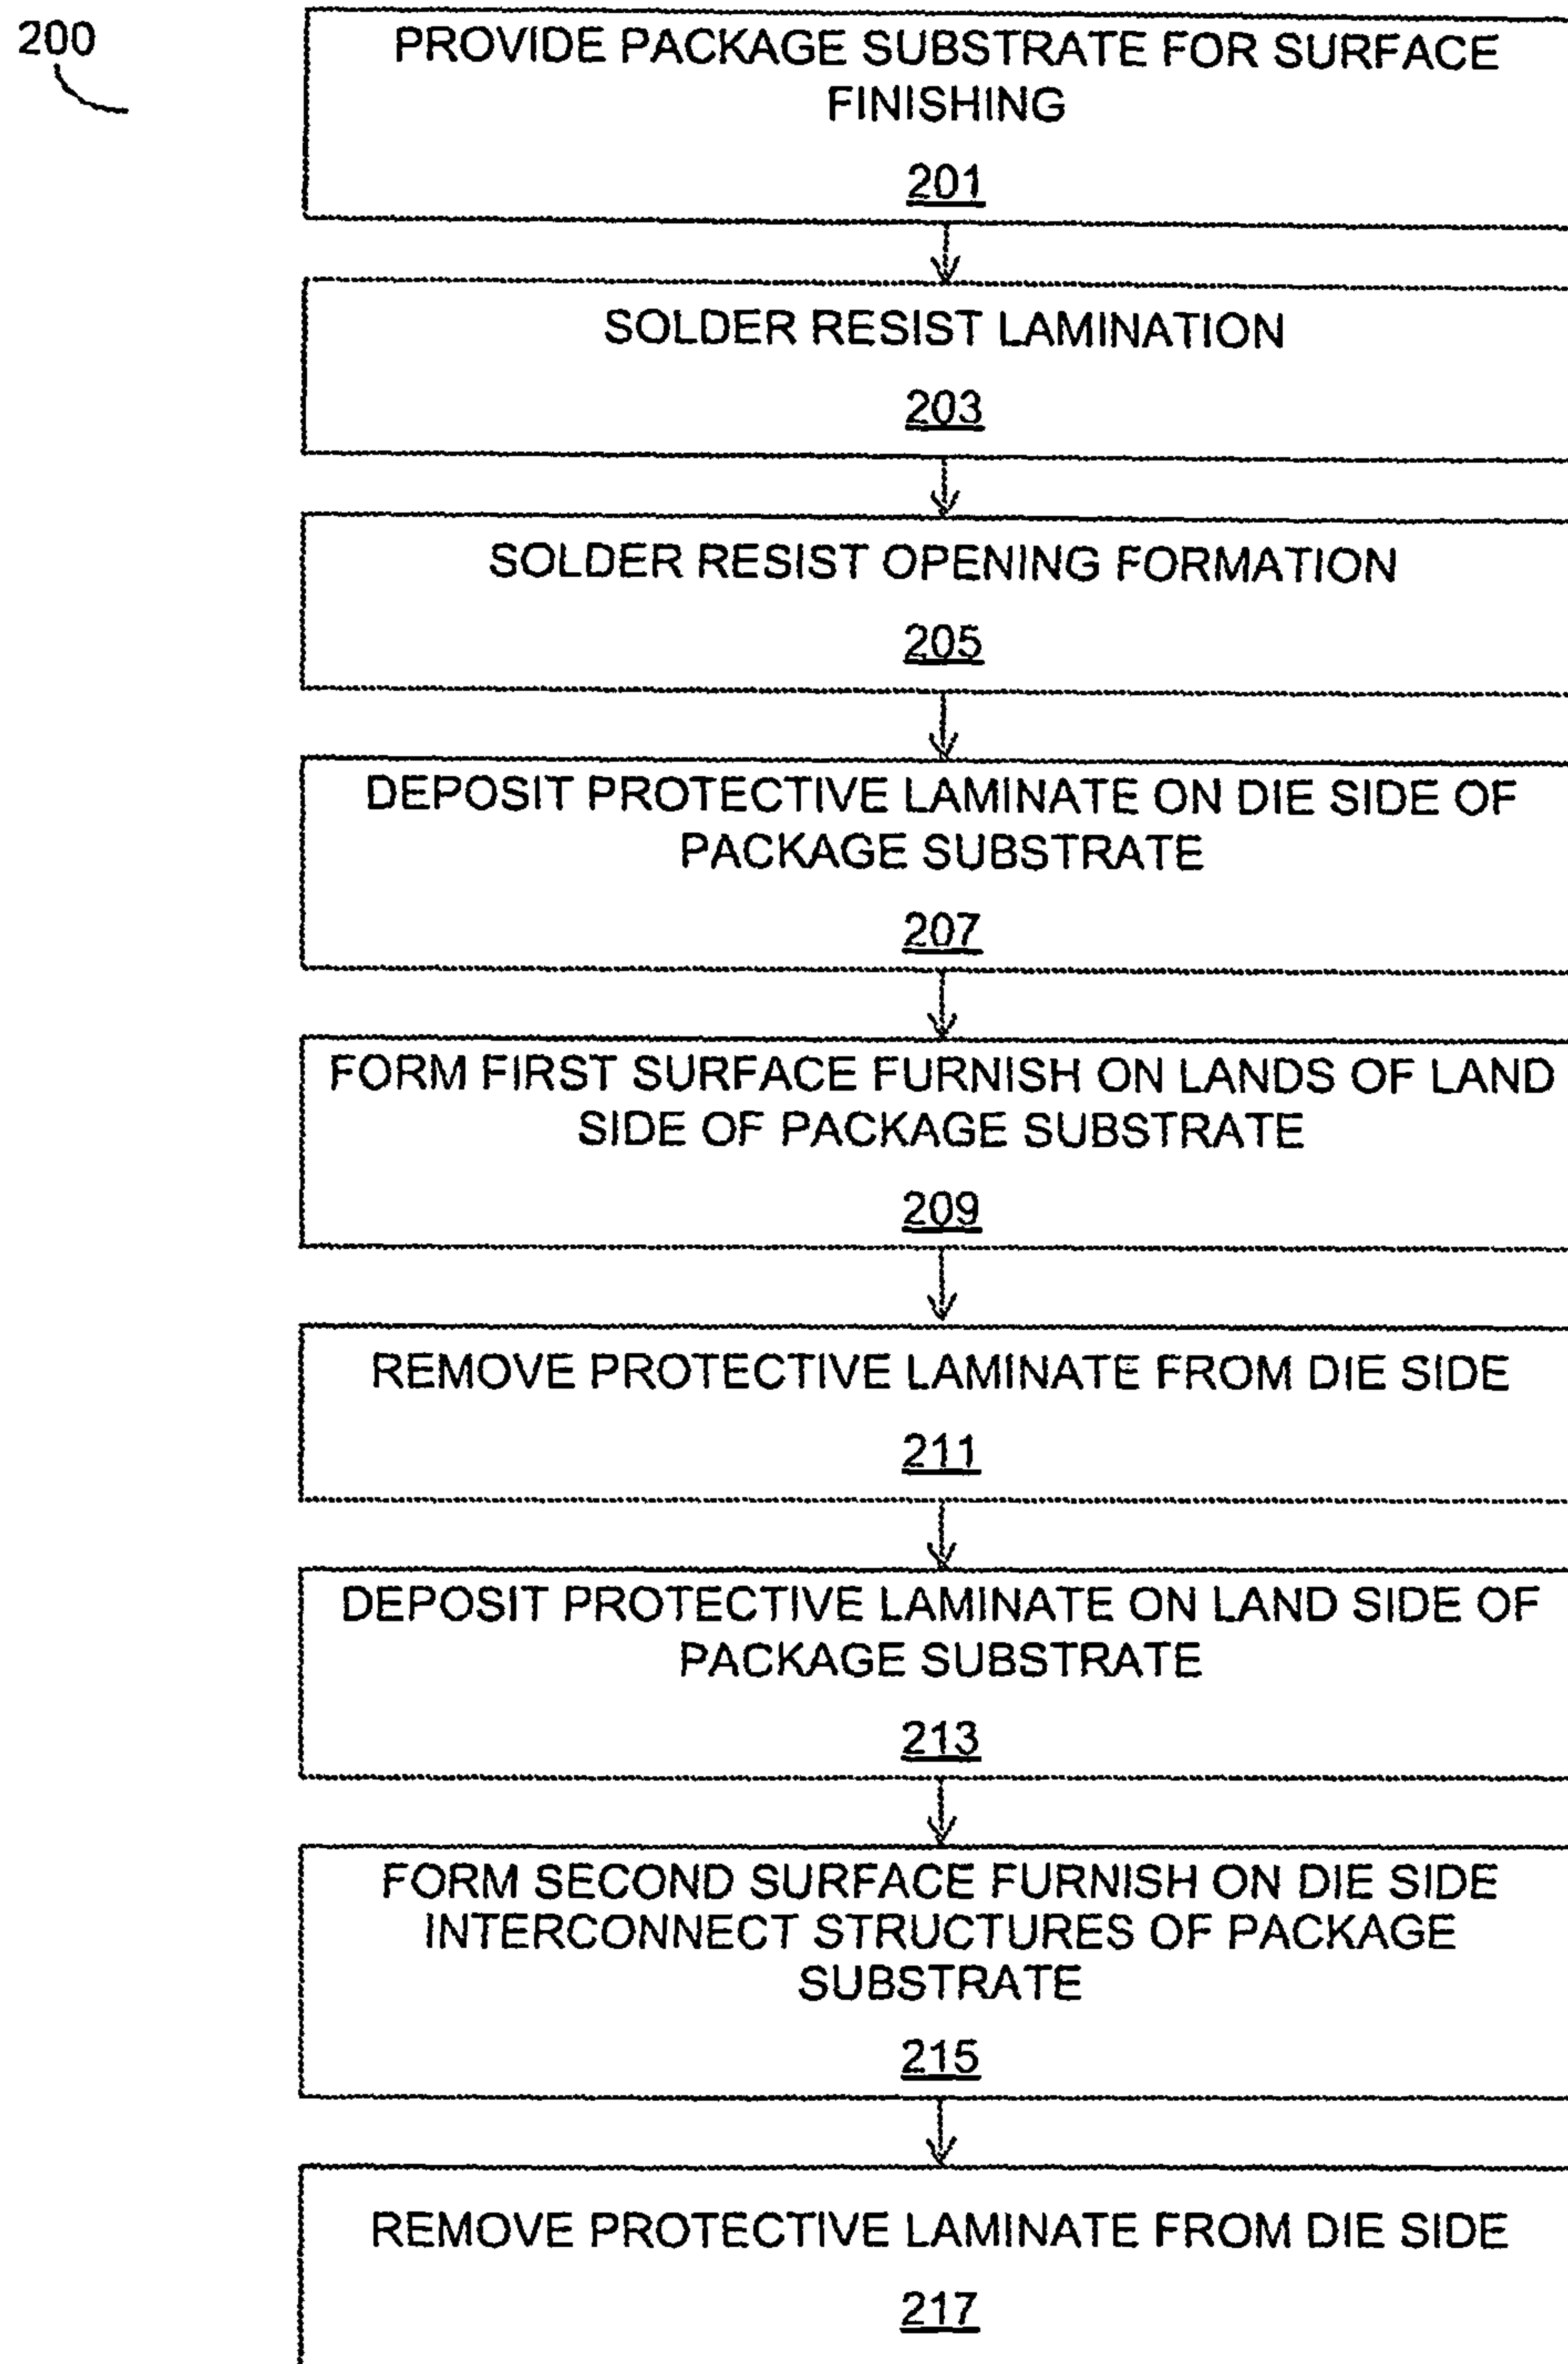 200
PROVIDE PACKAGE SUBSTRATE FOR SURFACE
FINISHING
201
SOLDER RESIST LAMINATION
203
SOLDER RESIST OPENING FORMATION
205
DEPOSIT PROTECTIVE LAMINATE ON DIE SIDE OF
PACKAGE SUBSTRATE
207
FORM FIRST SURFACE FURNISH ON LANDS OF LAND
SIDE OF PACKAGE SUBSTRATE
209
REMOVE PROTECTIVE LAMINATE FROM DIE SIDE
211
DEPOSIT PROTECTIVE LAMINATE ON LAND SIDE OF
PACKAGE SUBSTRATE
213
FORM SECOND SURFACE FURNISH ON DIE SIDE
INTERCONNECT STRUCTURES OF PACKAGE
SUBSTRATE
215
REMOVE PROTECTIVE LAMINATE FROM DIE SIDE
217